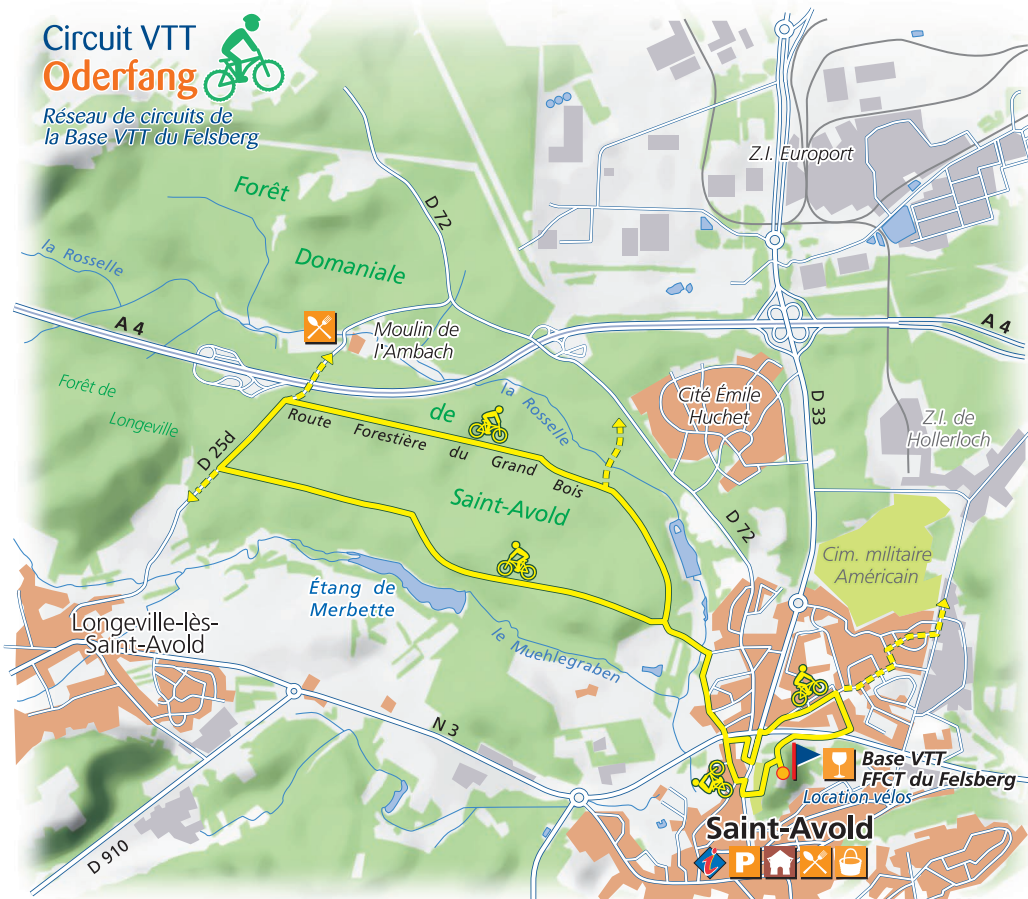 Circuit VTT
Oderfang
Réseau de circuits de
la Base VTT du Felsberg
Z.I. Europort
Forêt
D 72
Domaniale
la Rosselle
A 4
Moulin de
l'Ambach
A 4
Forêt de
Longeville
la Rosselle
Cité Émile
Huchet
D 33
Z.I. de
Hollerloch
de
Route Forestière du Grand Bois
D 25d
Saint-Avold
D 72
Cim. militaire
Américain
Étang de
Merbette
Longeville-lès-
Saint-Avold
le Muehlegraben
N 3
Base VTT
FFCT du Felsberg
Location vélos
Saint-Avold
i P
D 910